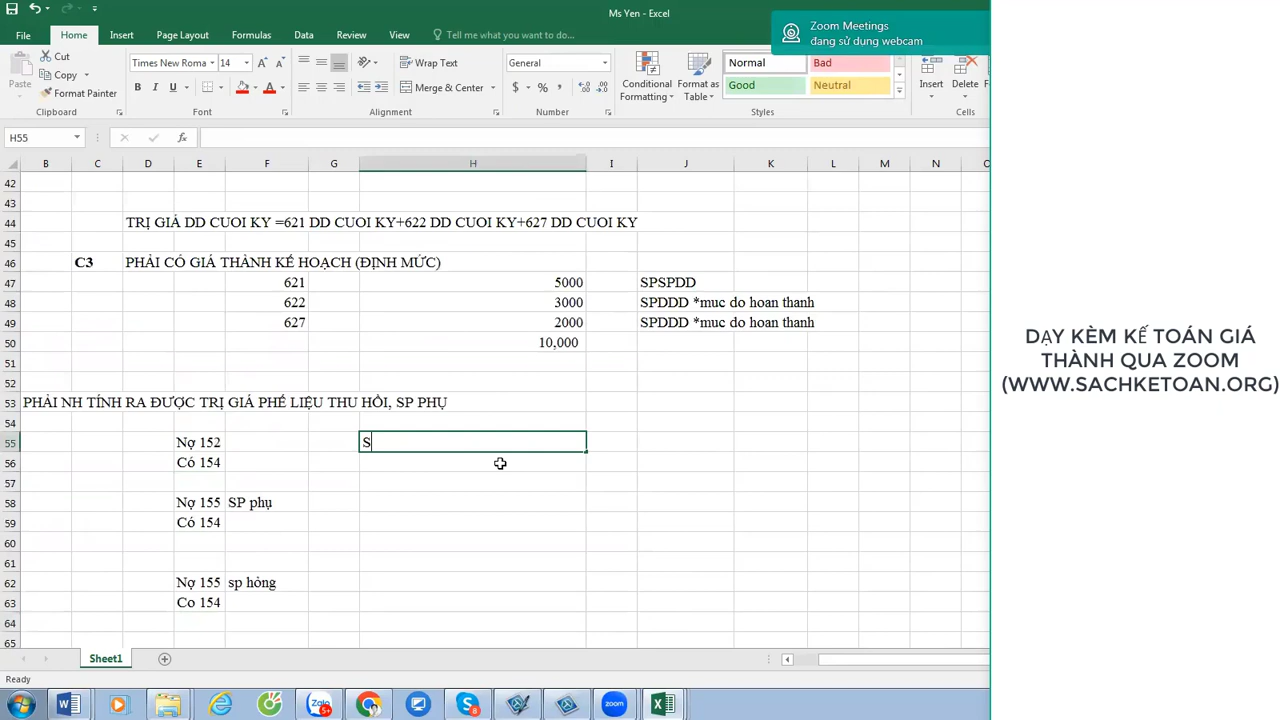 Ms Yen - Excel
Zoom Meetings
đang sử dụng webcam
File Home Insert Page Layout Formulas Data Review View Tell me what you want to do...
Cut
Copy
Format Painter
Paste
Times New Roma 14
B I U
Wrap Text
Merge & Center
General
$ % ,
Conditional
Formatting
Format as
Table
Normal Bad
Good Neutral
Insert Delete
Clipboard Font Alignment Number Styles Cells
H55 fx
B C D E F G H I J K L M N
42
43
44 TRỊ GIÁ DD CUOI KY =621 DD CUOI KY+622 DD CUOI KY+627 DD CUOI KY
45
46 C3 PHẢI CÓ GIÁ THÀNH KẾ HOẠCH (ĐỊNH MỨC)
47 621 5000 SPSPDD
48 622 3000 SPDDD *muc do hoan thanh
49 627 2000 SPDDD *muc do hoan thanh
50 10,000
51
52
53 PHẢI NH TÍNH RA ĐƯỢC TRỊ GIÁ PHẾ LIỆU THU HỒI, SP PHỤ
54
55 Nợ 152 S
56 Có 154
57
58 Nợ 155 SP phụ
59 Có 154
60
61
62 Nợ 155 sp hỏng
63 Co 154
64
65
Sheet1
Ready
DẠY KÈM KẾ TOÁN GIÁ
THÀNH QUA ZOOM
(WWW.SACHKETOAN.ORG)